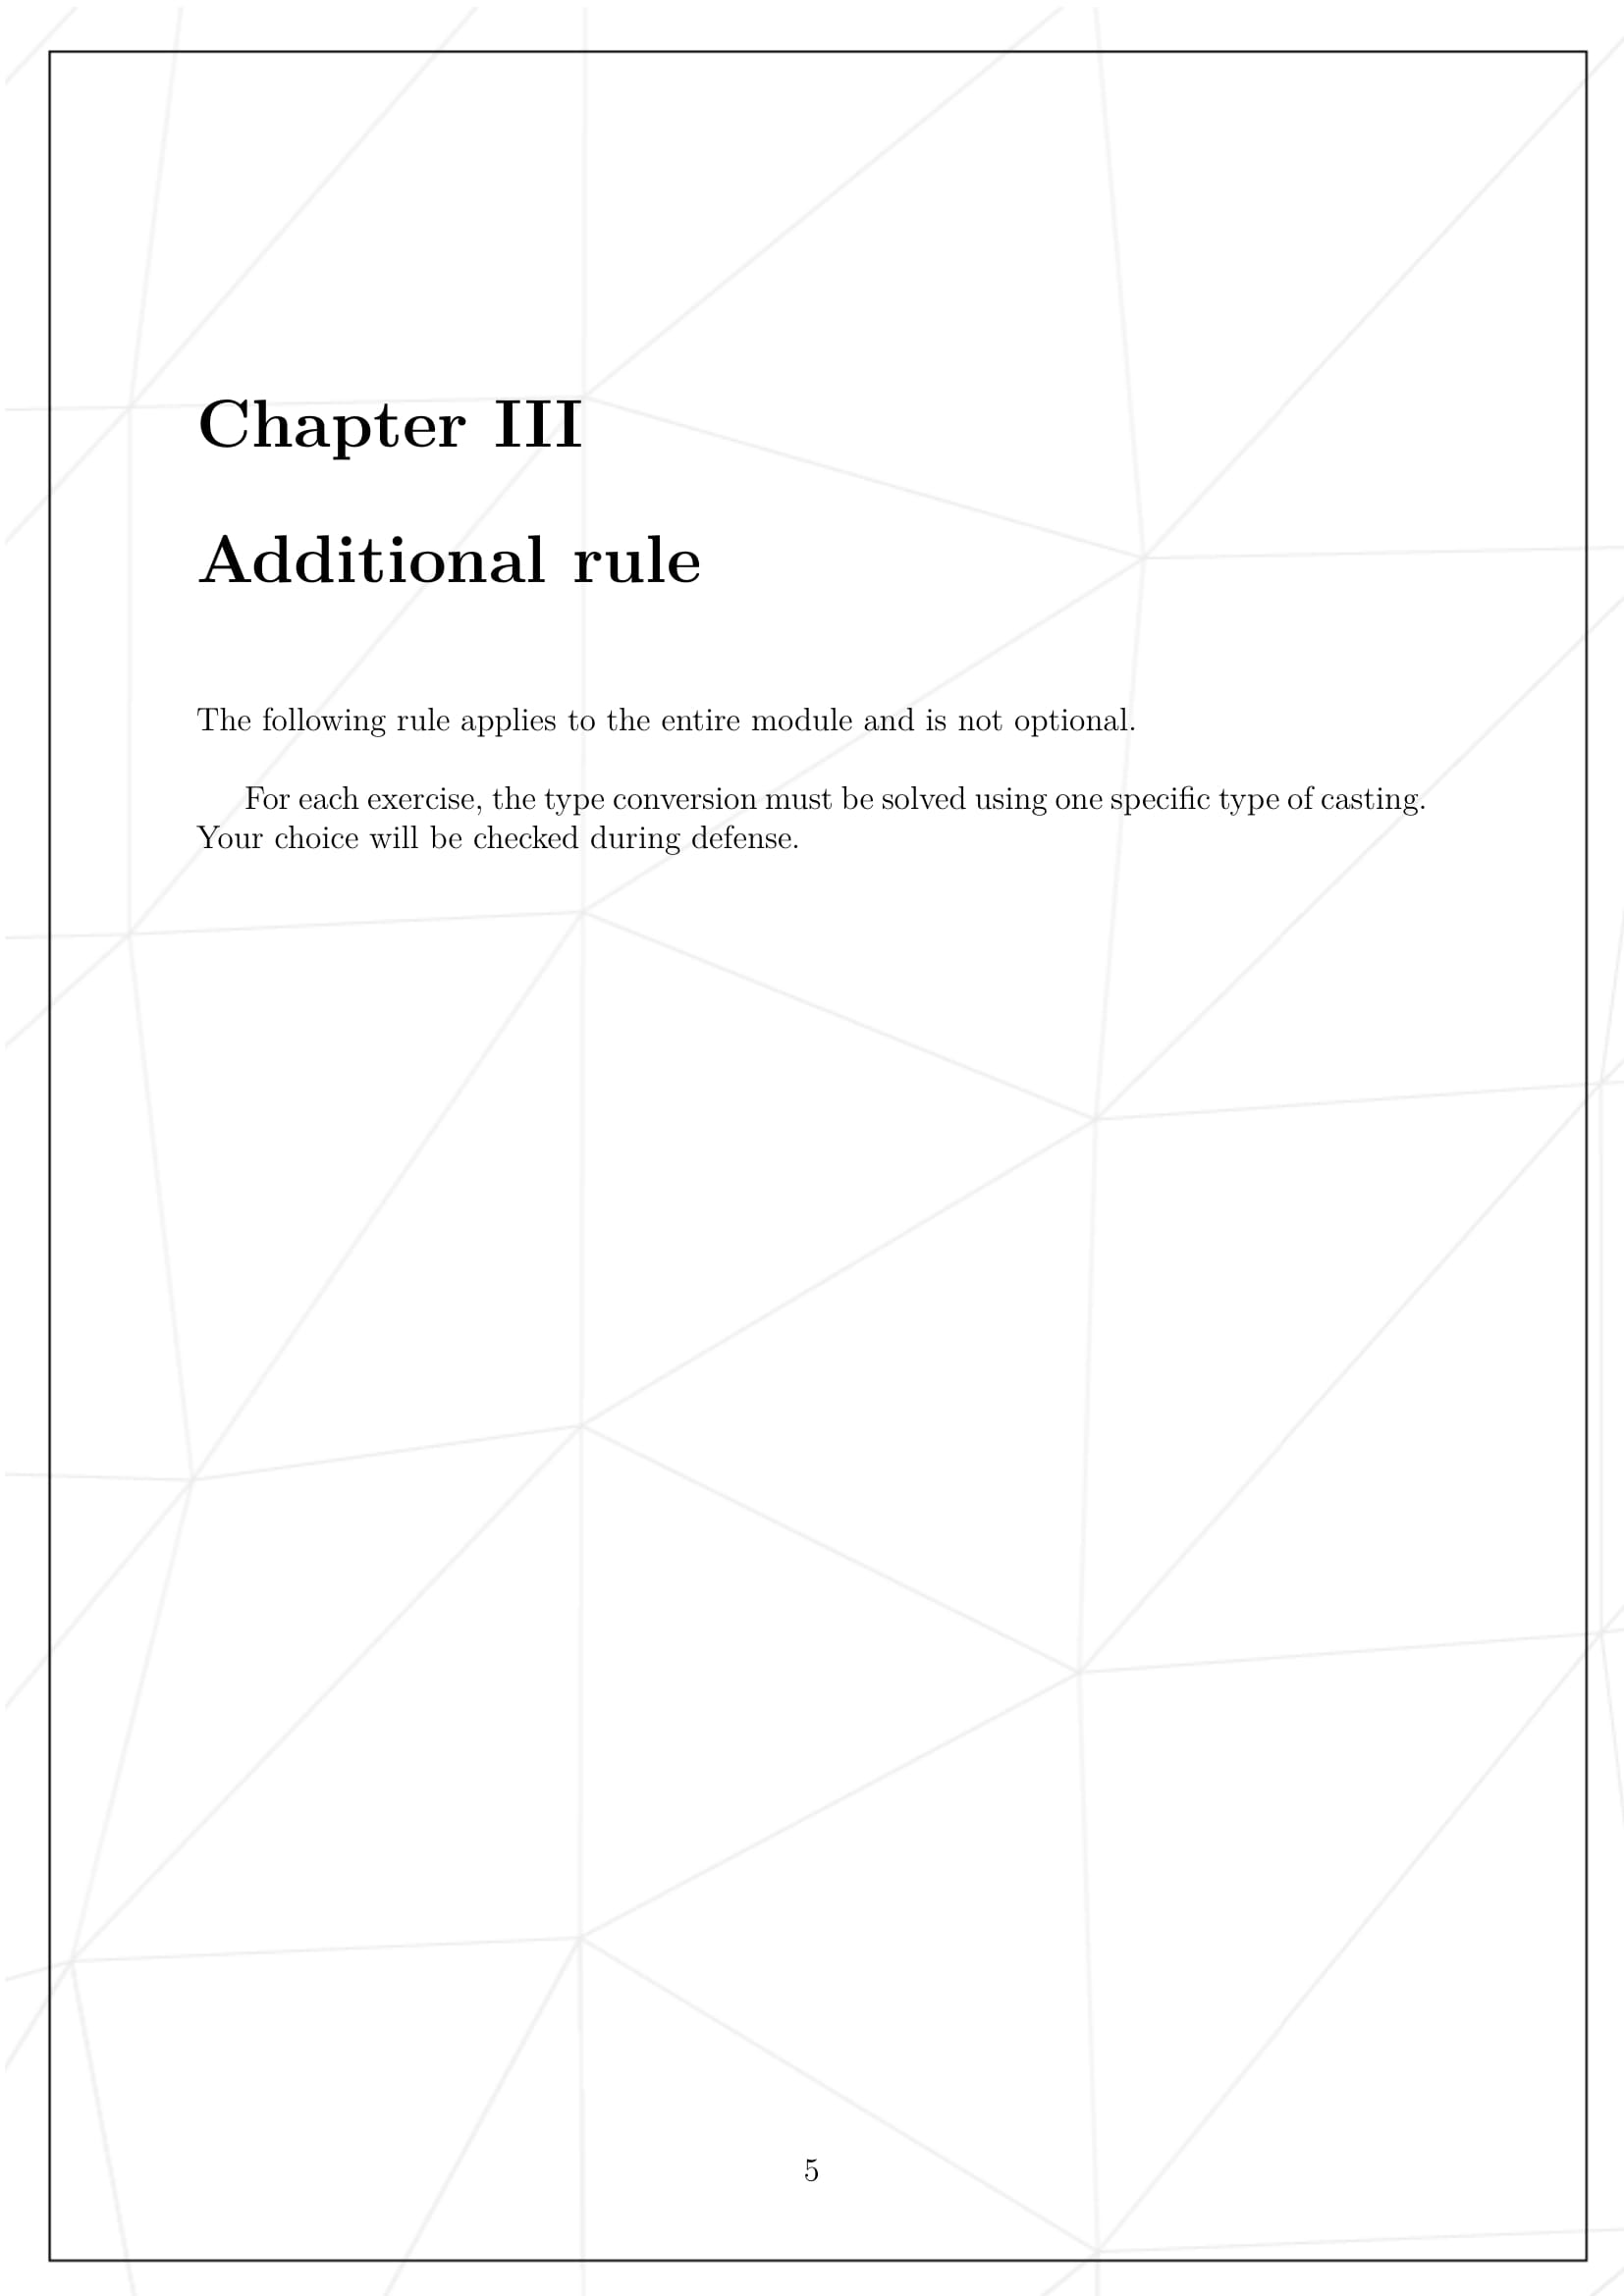 Chapter III
Additional rule
The following rule applies to the entire module and is not optional.
For each exercise, the type conversion must be solved using one specific type of casting.
Your choice will be checked during defense.
5